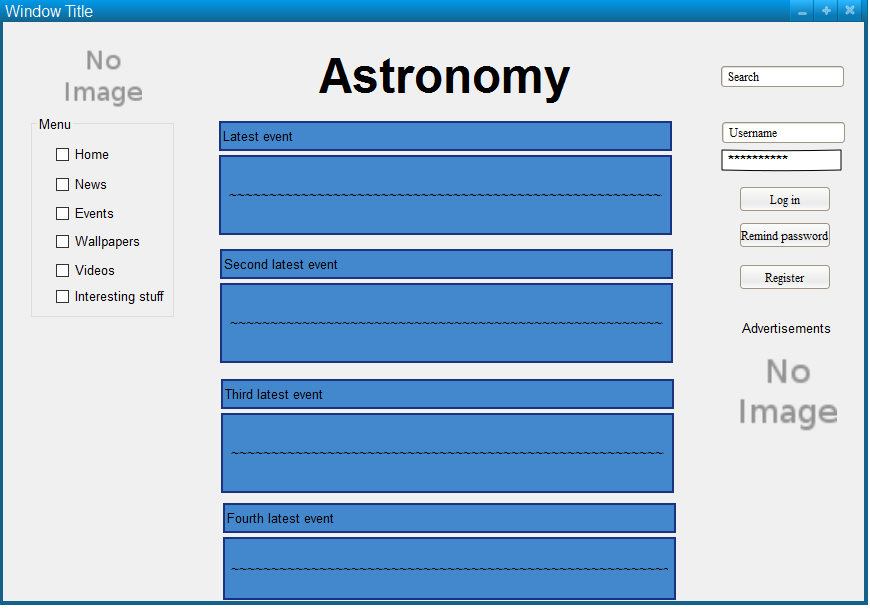 Window Title
No
Image
Astronomy
Search
Menu
Home
News
Events
Wallpapers
Videos
Interesting stuff
Latest event
~~~~~~~~~~~~~~~~~~~~~~~~~~~~~~~~~~~~~~~~~~~~~~~~~~~~~~
Second latest event
~~~~~~~~~~~~~~~~~~~~~~~~~~~~~~~~~~~~~~~~~~~~~~~~~~~~~~
Third latest event
~~~~~~~~~~~~~~~~~~~~~~~~~~~~~~~~~~~~~~~~~~~~~~~~~~~~~~
Fourth latest event
~~~~~~~~~~~~~~~~~~~~~~~~~~~~~~~~~~~~~~~~~~~~~~~~~~~~~~~
Username
**********
Log in
Remind password
Register
Advertisements
No
Image